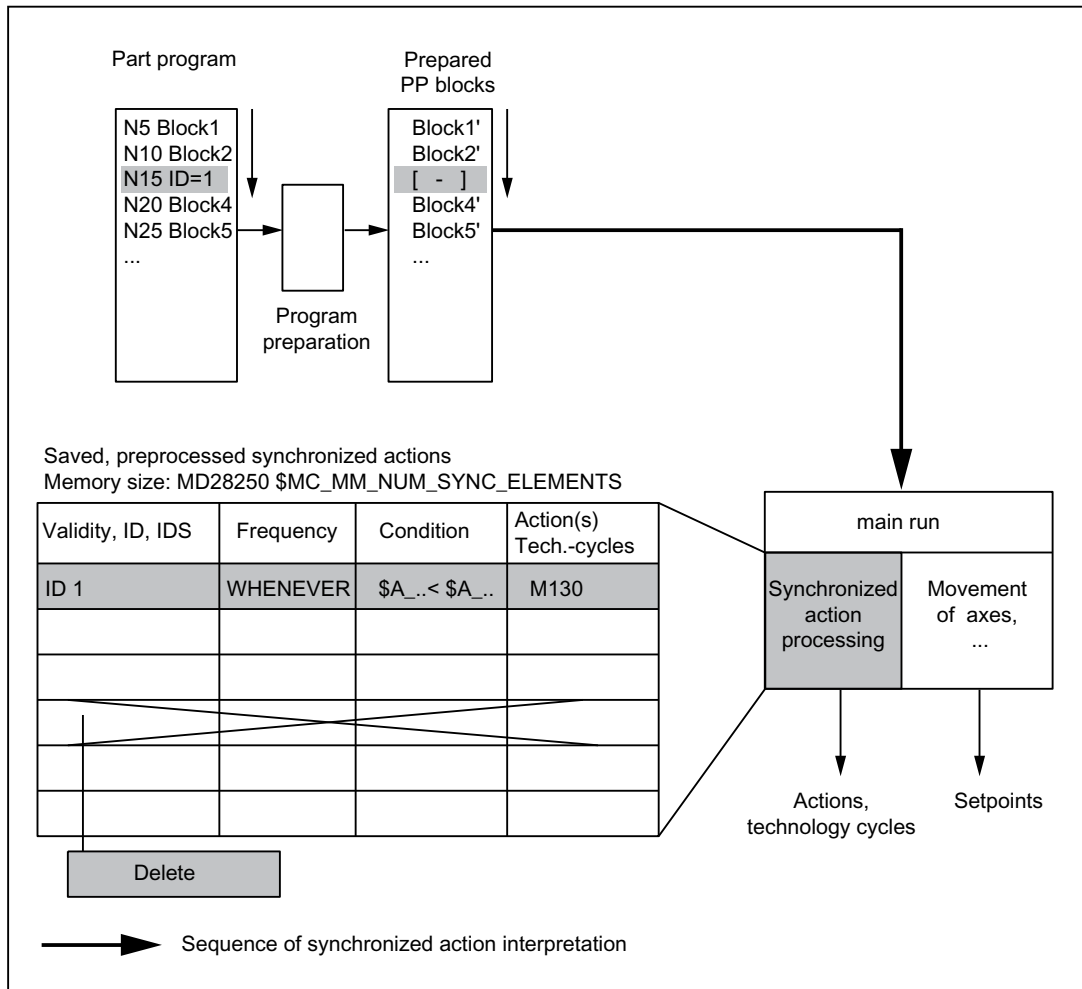 Part program
Prepared
PP blocks
N5 Block1
N10 Block2
N15 ID=1
N20 Block4
N25 Block5
...
Program
preparation
Block1'
Block2'
[ - ]
Block4'
Block5'
...
Saved, preprocessed synchronized actions
Memory size: MD28250 $MC_MM_NUM_SYNC_ELEMENTS
Validity, ID, IDS
Frequency
Condition
Action(s)
Tech.-cycles
ID 1
WHENEVER
$A_..< $A_..
M130
Delete
main run
Synchronized
action
processing
Movement
of axes,
...
Actions,
technology cycles
Setpoints
Sequence of synchronized action interpretation